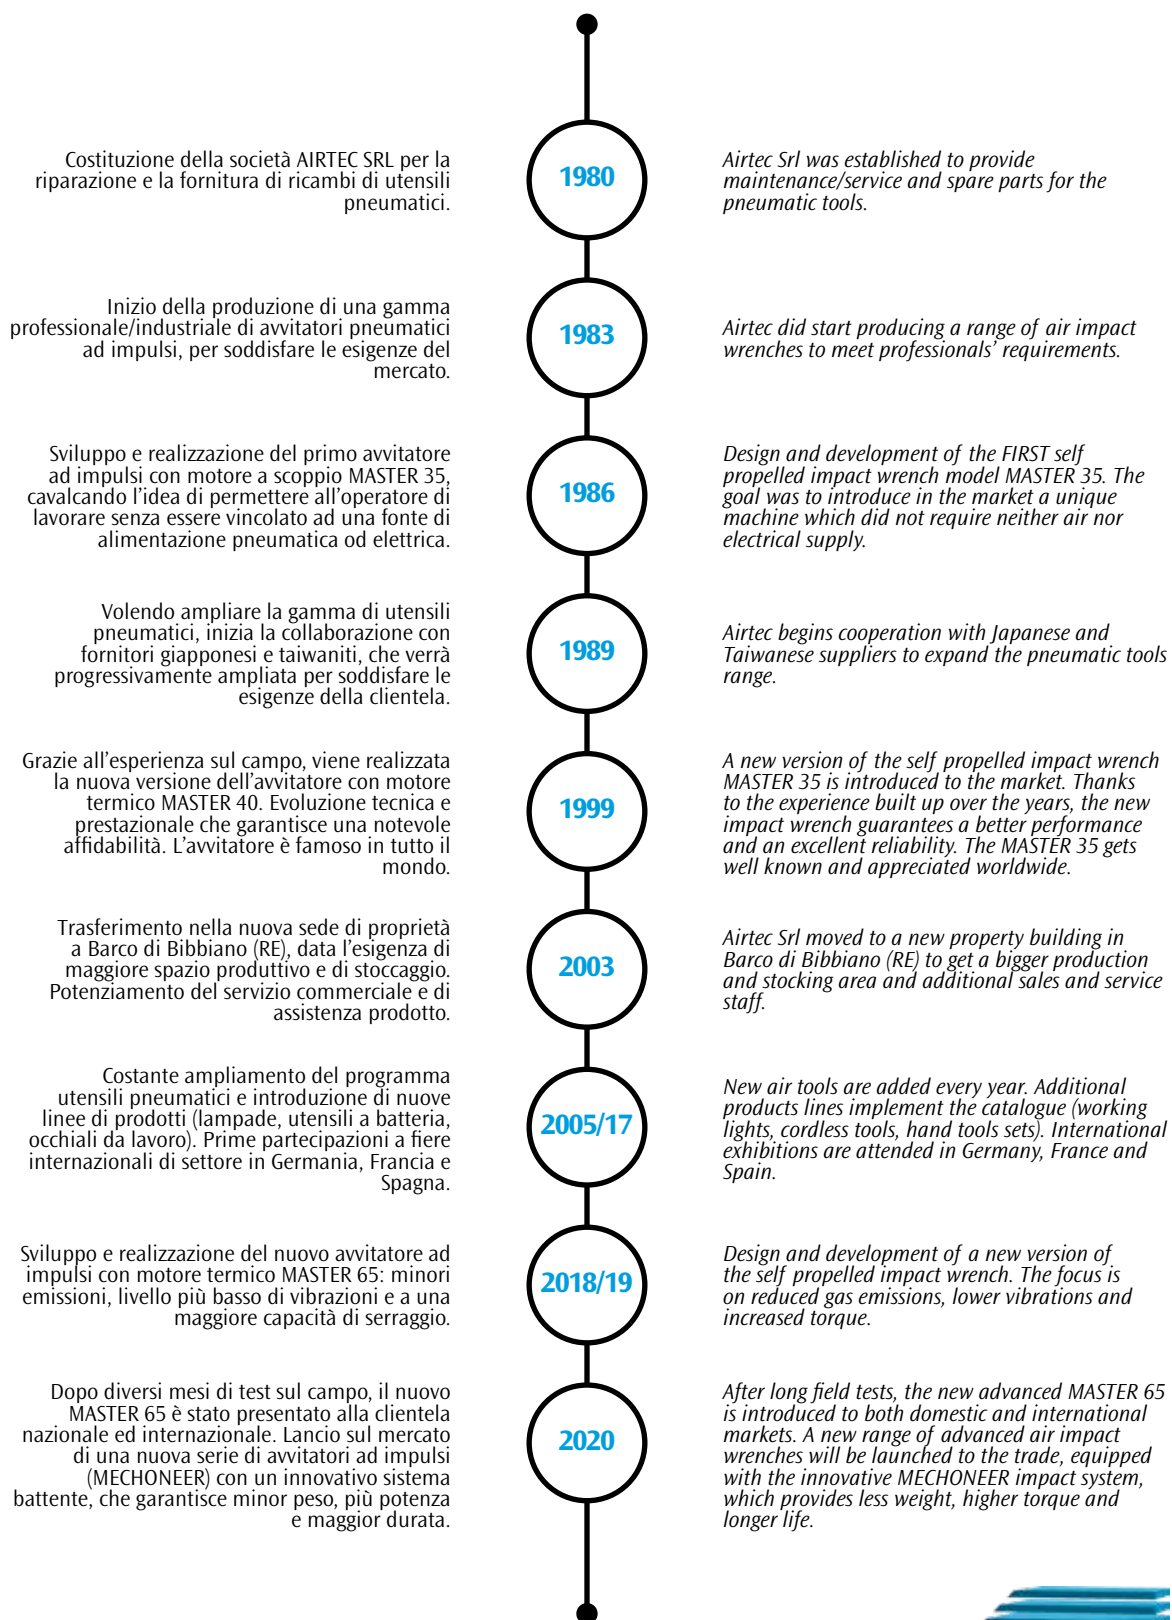 Costituzione della società AIRTEC SRL per la
riparazione e la fornitura di ricambi di utensili
pneumatici.
1980
Airtec Srl was established to provide
maintenance/service and spare parts for the
pneumatic tools.
Inizio della produzione di una gamma
professionale/industriale di avvitatori pneumatici
ad impulsi, per soddisfare le esigenze del
mercato.
1983
Airtec did start producing a range of air impact
wrenches to meet professionals' requirements.
Sviluppo e realizzazione del primo avvitatore
ad impulsi con motore a scoppio MASTER 35,
cavalcando l'idea di permettere all'operatore di
lavorare senza essere vincolato ad una fonte di
alimentazione pneumatica od elettrica.
1986
Design and development of the FIRST self
propelled impact wrench model MASTER 35. The
goal was to introduce in the market a unique
machine which did not require neither air nor
electrical supply.
Volendo ampliare la gamma di utensili
pneumatici, inizia la collaborazione con
fornitori giapponesi e taiwaniti, che verrà
progressivamente ampliata per soddisfare le
esigenze della clientela.
1989
Airtec begins cooperation with Japanese and
Taiwanese suppliers to expand the pneumatic tools
range.
Grazie all'esperienza sul campo, viene realizzata
la nuova versione dell'avvitatore con motore
termico MASTER 40. Evoluzione tecnica e
prestazionale che garantisce una notevole
affidabilità. L'avvitatore è famoso in tutto il
mondo.
1999
A new version of the self propelled impact wrench
MASTER 35 is introduced to the market. Thanks
to the experience built up over the years, the new
impact wrench guarantees a better performance
and an excellent reliability. The MASTER 35 gets
well known and appreciated worldwide.
Trasferimento nella nuova sede di proprietà
a Barco di Bibbiano (RE), data l'esigenza di
maggiore spazio produttivo e di stoccaggio.
Potenziamento del servizio commerciale e di
assistenza prodotto.
2003
Airtec Srl moved to a new property building in
Barco di Bibbiano (RE) to get a bigger production
and stocking area and additional sales and service
staff.
Costante ampliamento del programma
utensili pneumatici e introduzione di nuove
linee di prodotti (lampade, utensili a batteria,
occhiali da lavoro). Prime partecipazioni a fiere
internazionali di settore in Germania, Francia e
Spagna.
2005/17
New air tools are added every year. Additional
products lines implement the catalogue (working
lights, cordless tools, hand tools sets). International
exhibitions are attended in Germany, France and
Spain.
Sviluppo e realizzazione del nuovo avvitatore ad
impulsi con motore termico MASTER 65: minori
emissioni, livello più basso di vibrazioni e a una
maggiore capacità di serraggio.
2018/19
Design and development of a new version of
the self propelled impact wrench. The focus is
on reduced gas emissions, lower vibrations and
increased torque.
Dopo diversi mesi di test sul campo, il nuovo
MASTER 65 è stato presentato alla clientela
nazionale ed internazionale. Lancio sul mercato
di una nuova serie di avvitatori ad impulsi
(MECHONEER) con un innovativo sistema
battente, che garantisce minor peso, più potenza
e maggior durata.
2020
After long field tests, the new advanced MASTER 65
is introduced to both domestic and international
markets. A new range of advanced air impact
wrenches will be launched to the trade, equipped
with the innovative MECHONEER impact system,
which provides less weight, higher torque and
longer life.